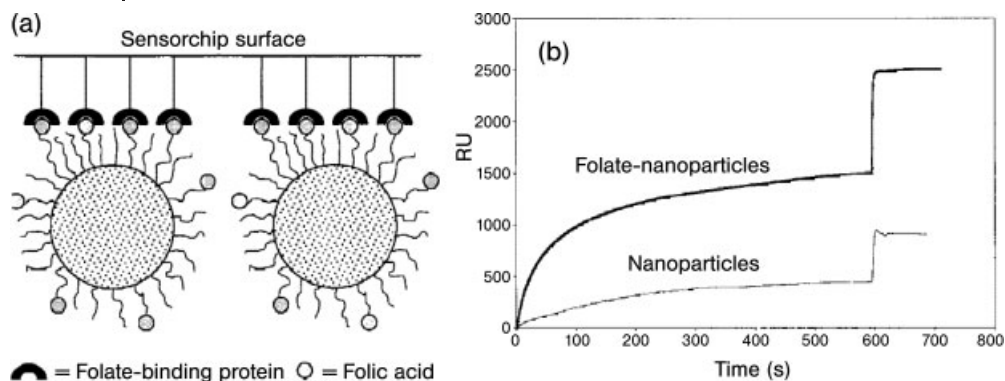 (a)
Sensorchip surface
= Folate-binding protein
= Folic acid
(b)
RU
3000
2500
2000
1500
1000
500
0
Folate-nanoparticles
Nanoparticles
0 100 200 300 400 500 600 700 800
Time (s)